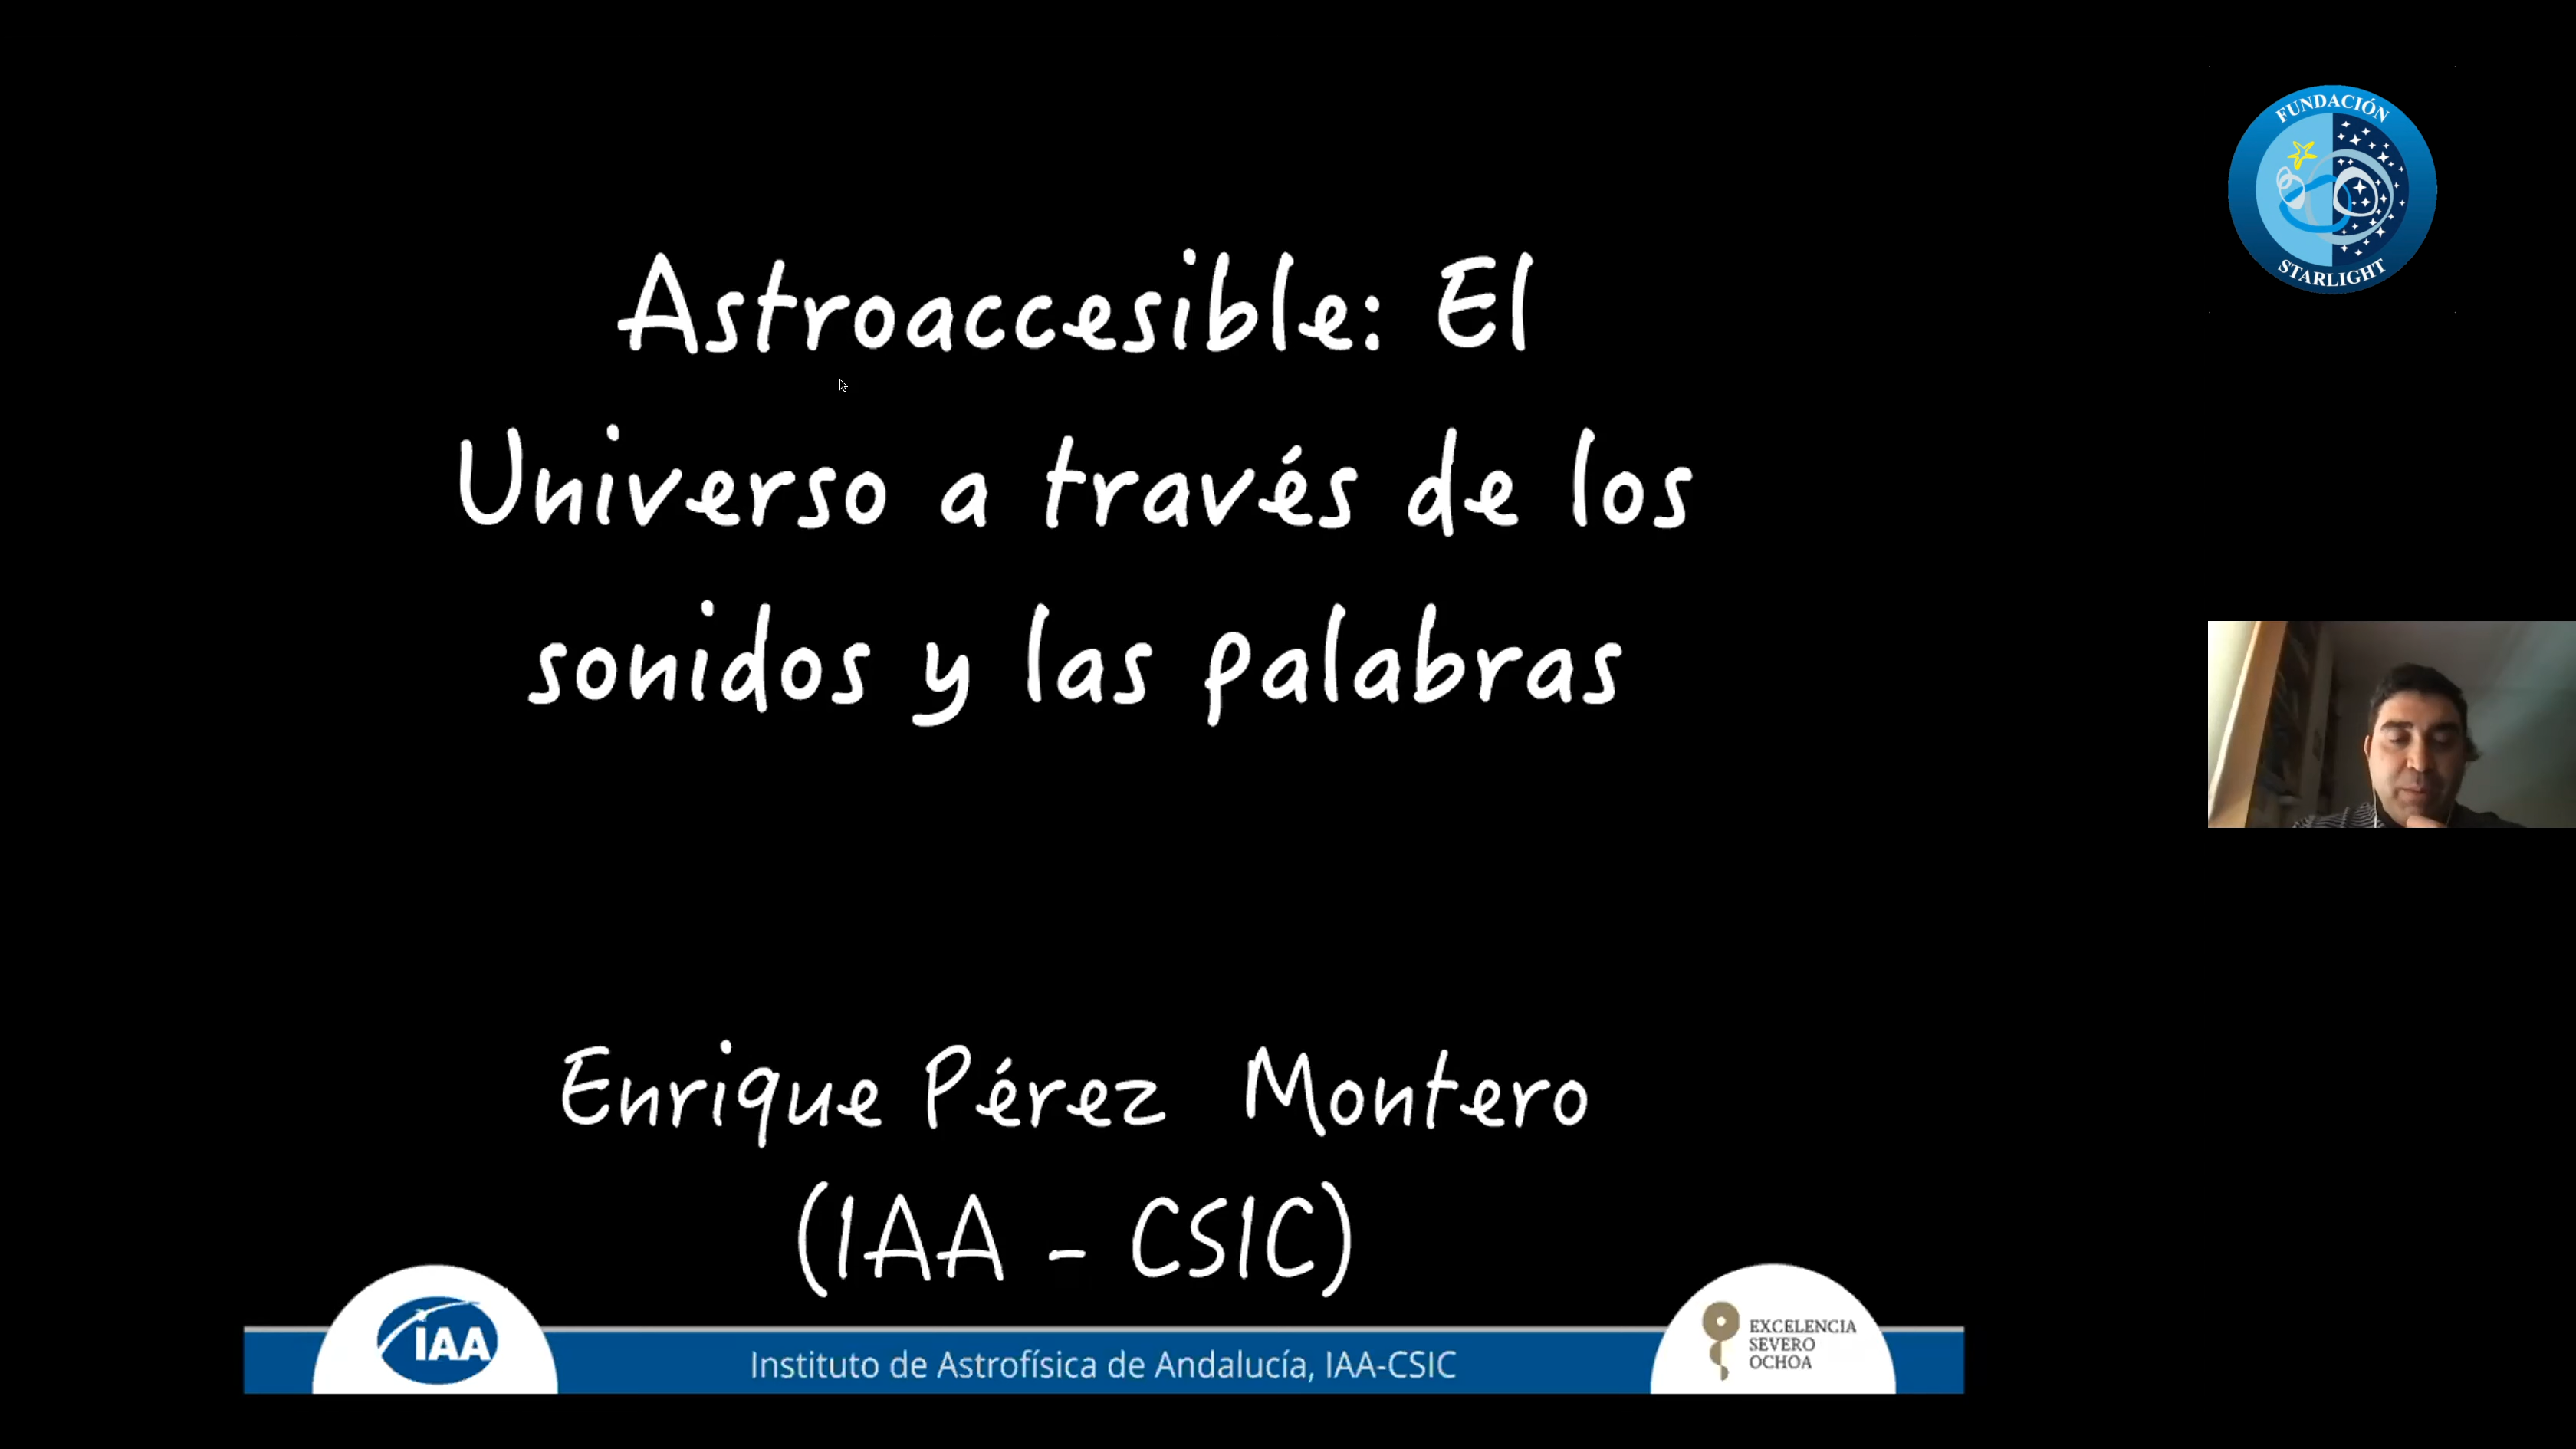 FUNDACIÓN
STARLIGHT
Astroaccesible: El
Universo a través de los
sonidos y las palabras
Enrique Pérez Montero
(IAA - CSIC)
IAA
Instituto de Astrofísica de Andalucía, IAA-CSIC
EXCELENCIA
SEVERO
OCHOA